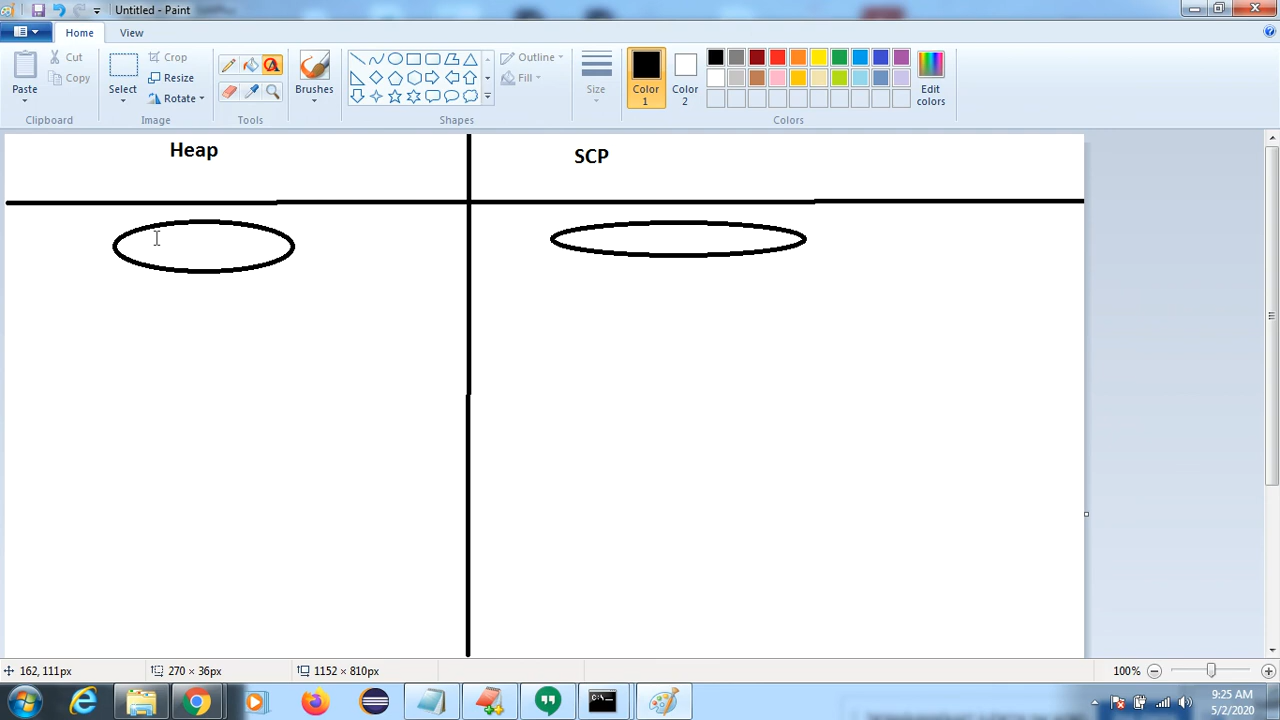 Untitled - Paint
Home
View
Paste
Cut
Copy
Clipboard
Select
Crop
Resize
Rotate
Image
Tools
Brushes
Outline
Fill
Shapes
Size
Color 1
Color 2
Edit colors
Colors
Heap
SCP
162, 111px
270 × 36px
1152 × 810px
100%
9:25 AM
5/2/2020